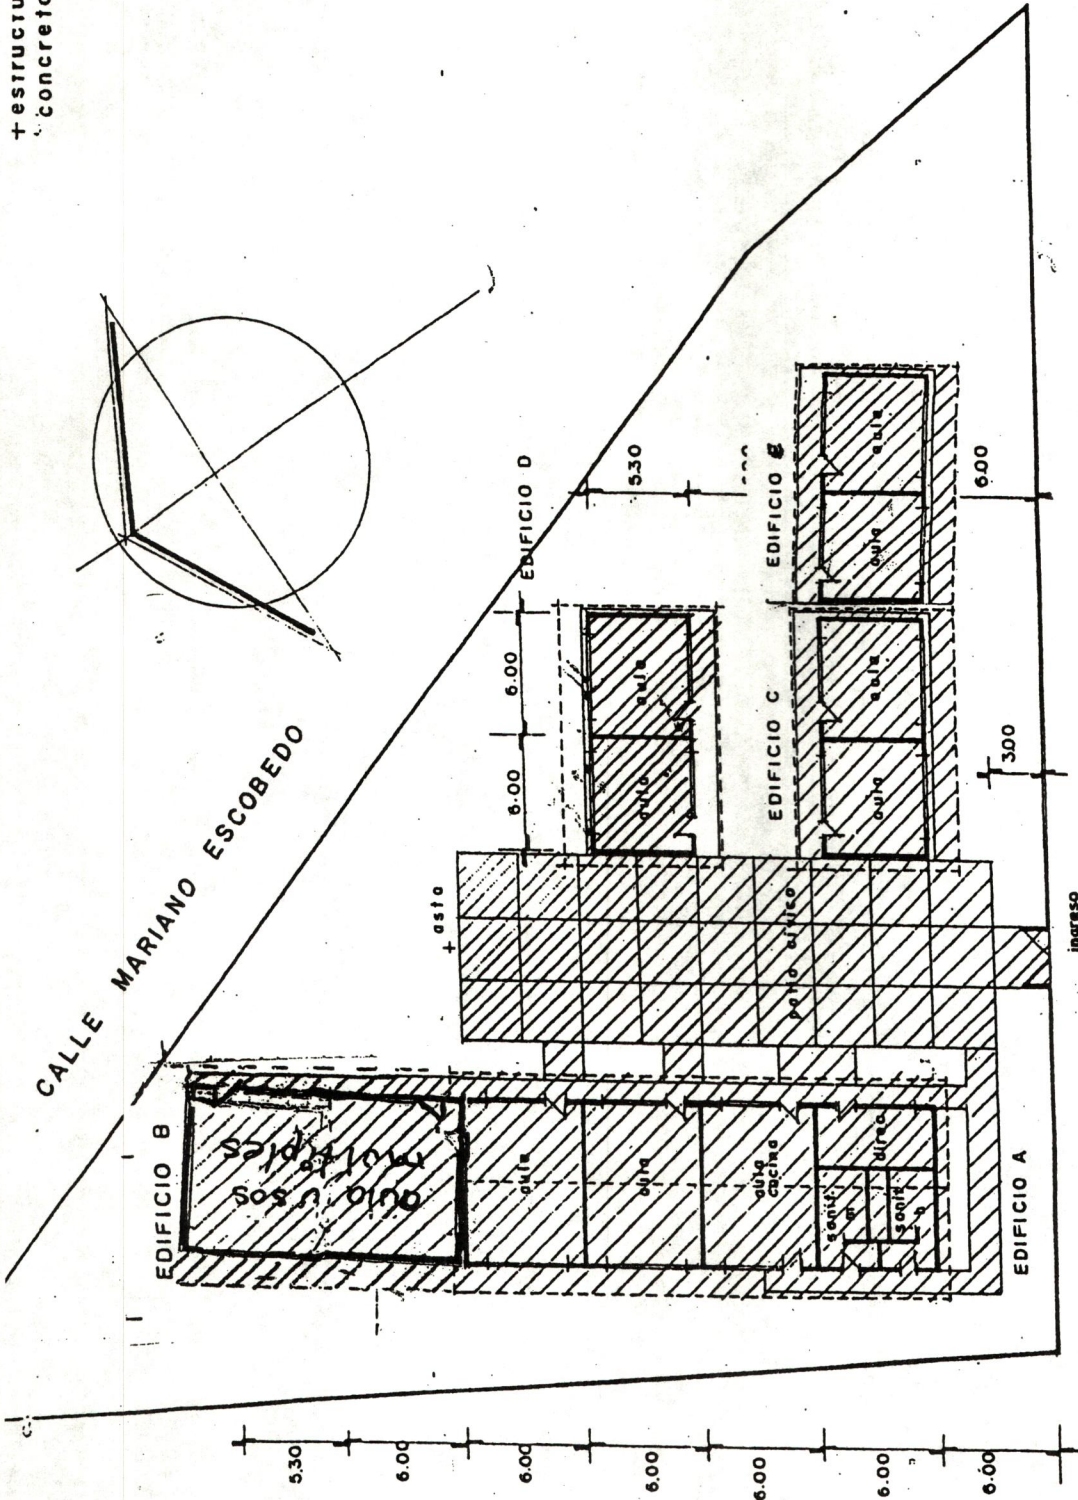 + estructu
concreto
CALLE MARIANO ESCOBEDO
EDIFICIO B
aula usos
multiples
aula
aula
aula
cocina
direc.
sanit.
m
sanit.
h
EDIFICIO A
+ asta
patio civico
ingreso
EDIFICIO D
6.00
6.00
aula
aula
5.30
EDIFICIO C
aula
aula
3.00
EDIFICIO g
aula
aula
6.00
5.30
6.00
6.00
6.00
6.00
6.00
6.00